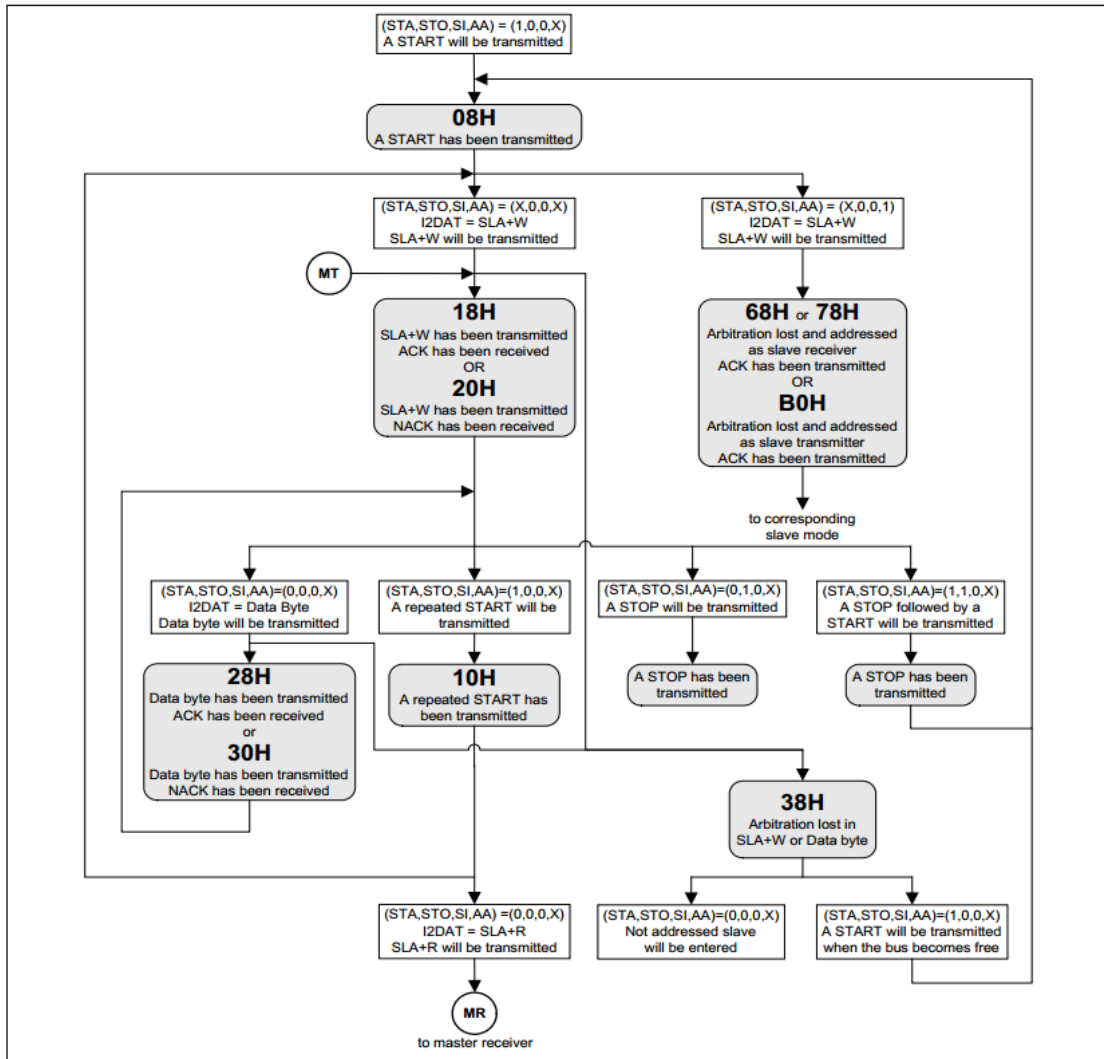 (STA,STO,SI,AA) = (1,0,0,X)
A START will be transmitted
08H
A START has been transmitted
(STA,STO,SI,AA) = (X,0,0,X)
I2DAT = SLA+W
SLA+W will be transmitted
(STA,STO,SI,AA) = (X,0,0,1)
I2DAT = SLA+W
SLA+W will be transmitted
MT
18H
SLA+W has been transmitted
ACK has been received
OR
20H
SLA+W has been transmitted
NACK has been received
68H or 78H
Arbitration lost and addressed
as slave receiver
ACK has been transmitted
OR
B0H
Arbitration lost and addressed
as slave transmitter
ACK has been transmitted
to corresponding
slave mode
(STA,STO,SI,AA)=(0,0,0,X)
I2DAT = Data Byte
Data byte will be transmitted
(STA,STO,SI,AA)=(1,0,0,X)
A repeated START will be
transmitted
(STA,STO,SI,AA)=(0,1,0,X)
A STOP will be transmitted
(STA,STO,SI,AA)=(1,1,0,X)
A STOP followed by a
START will be transmitted
28H
Data byte has been transmitted
ACK has been received
or
30H
Data byte has been transmitted
NACK has been received
10H
A repeated START has
been transmitted
A STOP has been
transmitted
A STOP has been
transmitted
38H
Arbitration lost in
SLA+W or Data byte
(STA,STO,SI,AA) =(0,0,0,X)
I2DAT = SLA+R
SLA+R will be transmitted
(STA,STO,SI,AA)=(0,0,0,X)
Not addressed slave
will be entered
(STA,STO,SI,AA)=(1,0,0,X)
A START will be transmitted
when the bus becomes free
MR
to master receiver